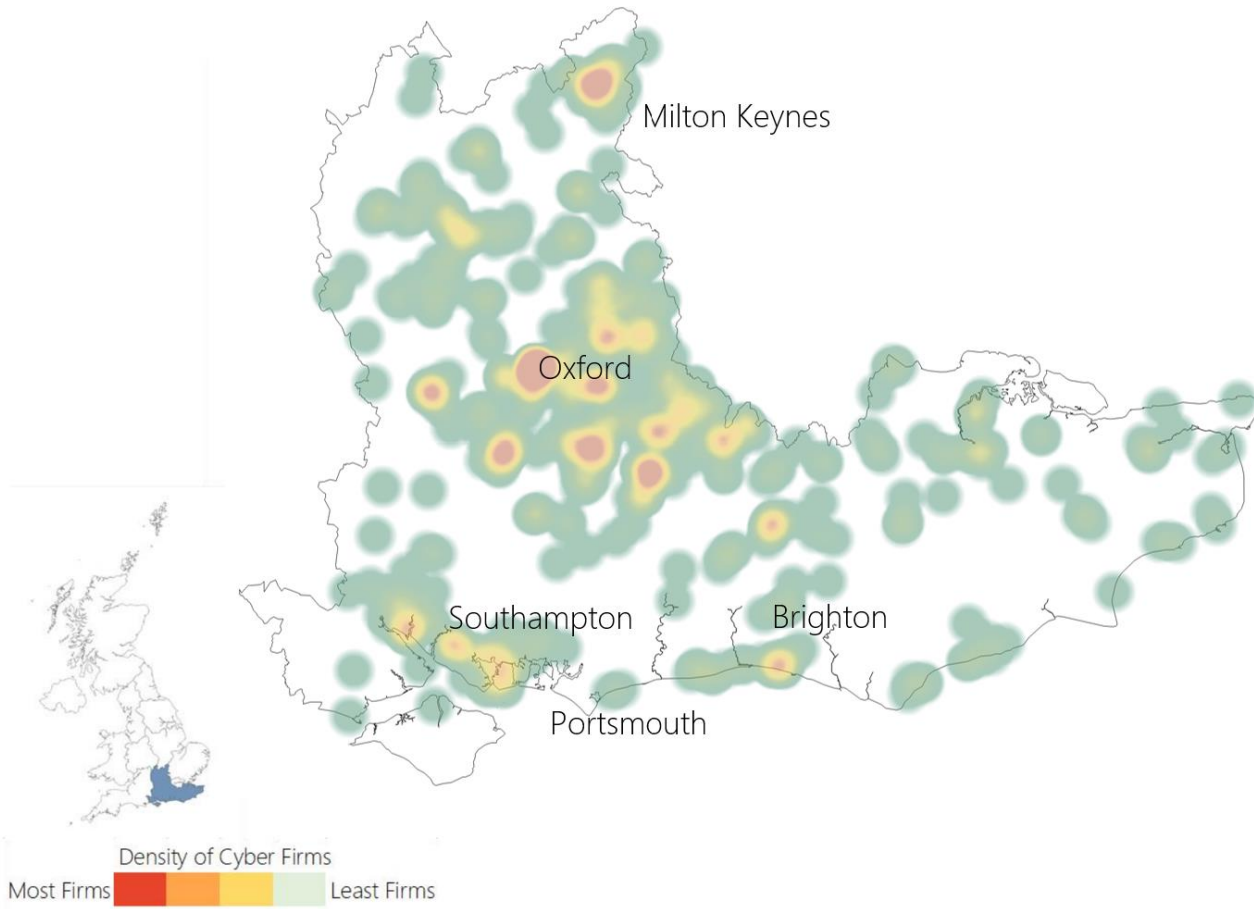 Milton Keynes
Oxford
Southampton
Brighton
Portsmouth
Density of Cyber Firms
Most Firms
Least Firms